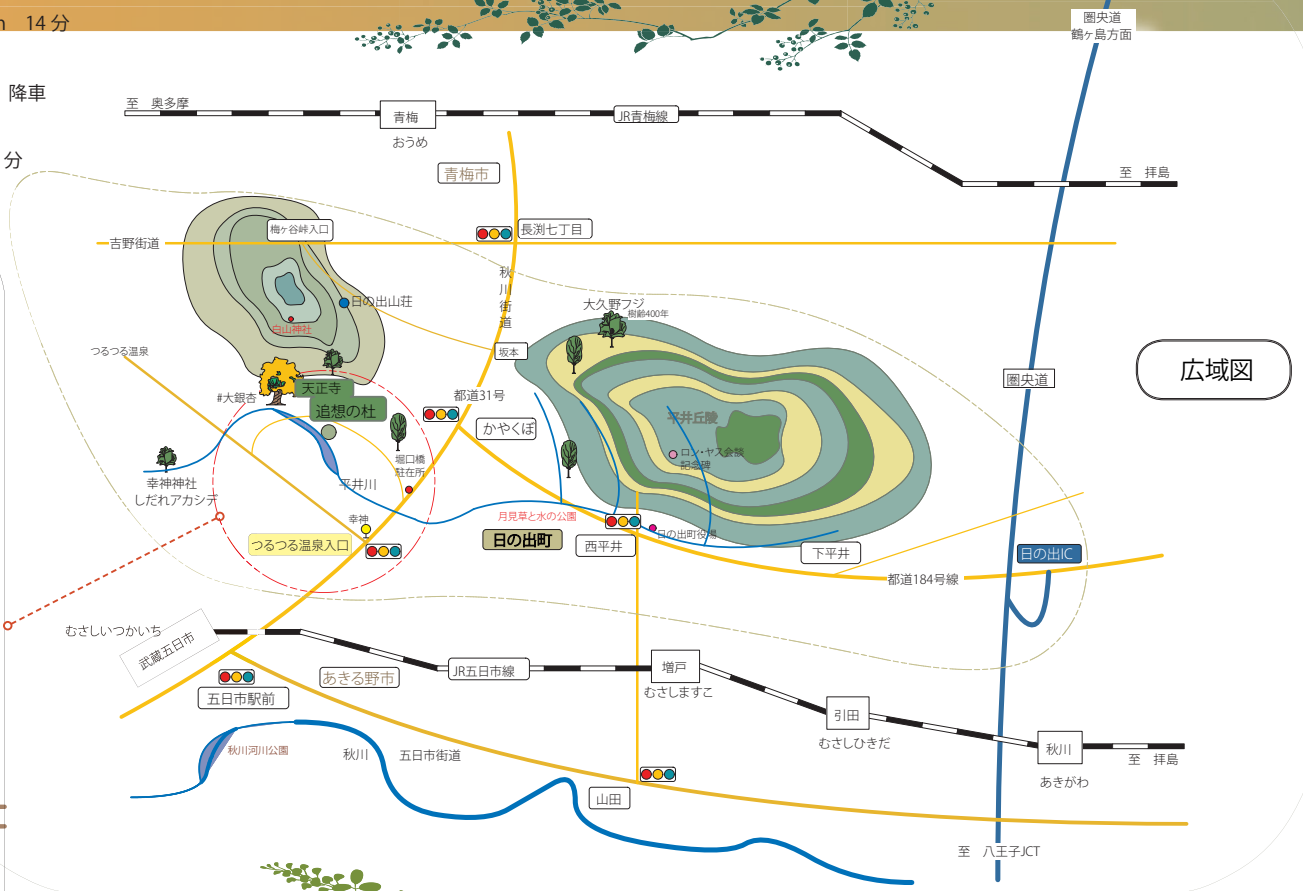 14分
降車
分
圏央道
鶴ヶ島方面
至 奥多摩
青梅
おうめ
JR青梅線
至 拝島
青梅市
梅ヶ谷峠入口
長渕七丁目
吉野街道
秋川街道
日の出山荘
白山神社
大久野フジ
樹齢400年
つるつる温泉
坂本
広域図
圏央道
#大銀杏
天正寺
追想の杜
都道31号
かやくぼ
平井丘陵
ロン・ヤス会談
記念碑
堀口橋
駐在所
幸神神社
しだれアカシデ
平井川
幸神
月見草と水の公園
日の出町
西平井
日の出町役場
下平井
つるつる温泉入口
日の出IC
都道184号線
むさしいつかいち
武蔵五日市
JR五日市線
増戸
むさしますこ
あきる野市
五日市駅前
引田
むさしひきだ
秋川
あきがわ
至 拝島
秋川河川公園
秋川
五日市街道
山田
至 八王子JCT